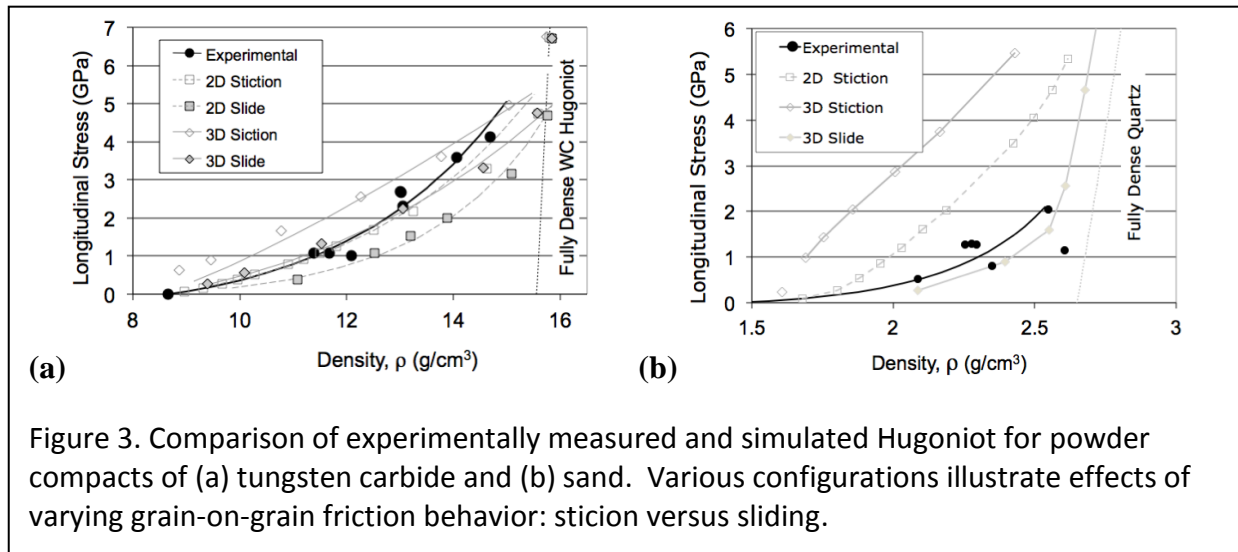 7
6
5
4
3
2
1
0
Longitudinal Stress (GPa)
Experimental
2D Stiction
2D Slide
3D Siction
3D Slide
Fully Dense WC Hugoniot
8 10 12 14 16
Density, ρ (g/cm³)
(a)
6
5
4
3
2
1
0
Longitudinal Stress (GPa)
Experimental
2D Stiction
3D Stiction
3D Slide
Fully Dense Quartz
1.5 2 2.5 3
Density, ρ (g/cm³)
(b)
Figure 3. Comparison of experimentally measured and simulated Hugoniot for powder
compacts of (a) tungsten carbide and (b) sand.  Various configurations illustrate effects of
varying grain-on-grain friction behavior: sticion versus sliding.